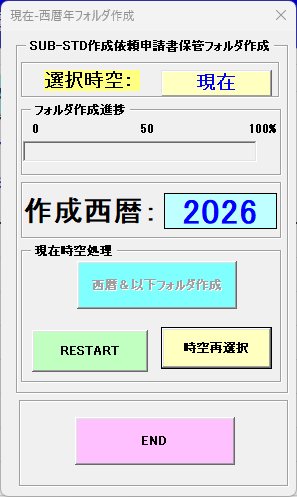 現在-西暦年フォルダ作成
SUB-STD作成依頼申請書保管フォルダ作成
選択時空: 現在
フォルダ作成進捗
0 50 100%
作成西暦: 2026
現在時空処理
西暦＆以下フォルダ作成
RESTART 時空再選択
END